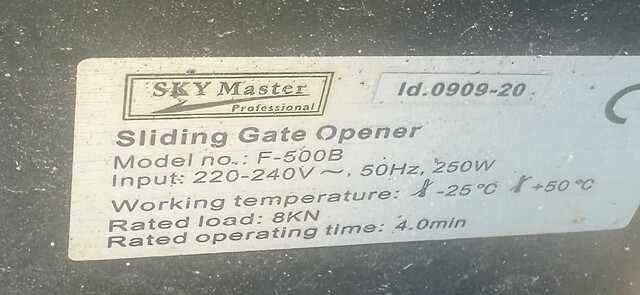 SKY Master
Professional
Id.0909-20
Sliding Gate Opener
Model no.: F-500B
Input: 220-240V ~, 50Hz, 250W
Working temperature: -25°C +50°C
Rated load: 8KN
Rated operating time: 4.0min